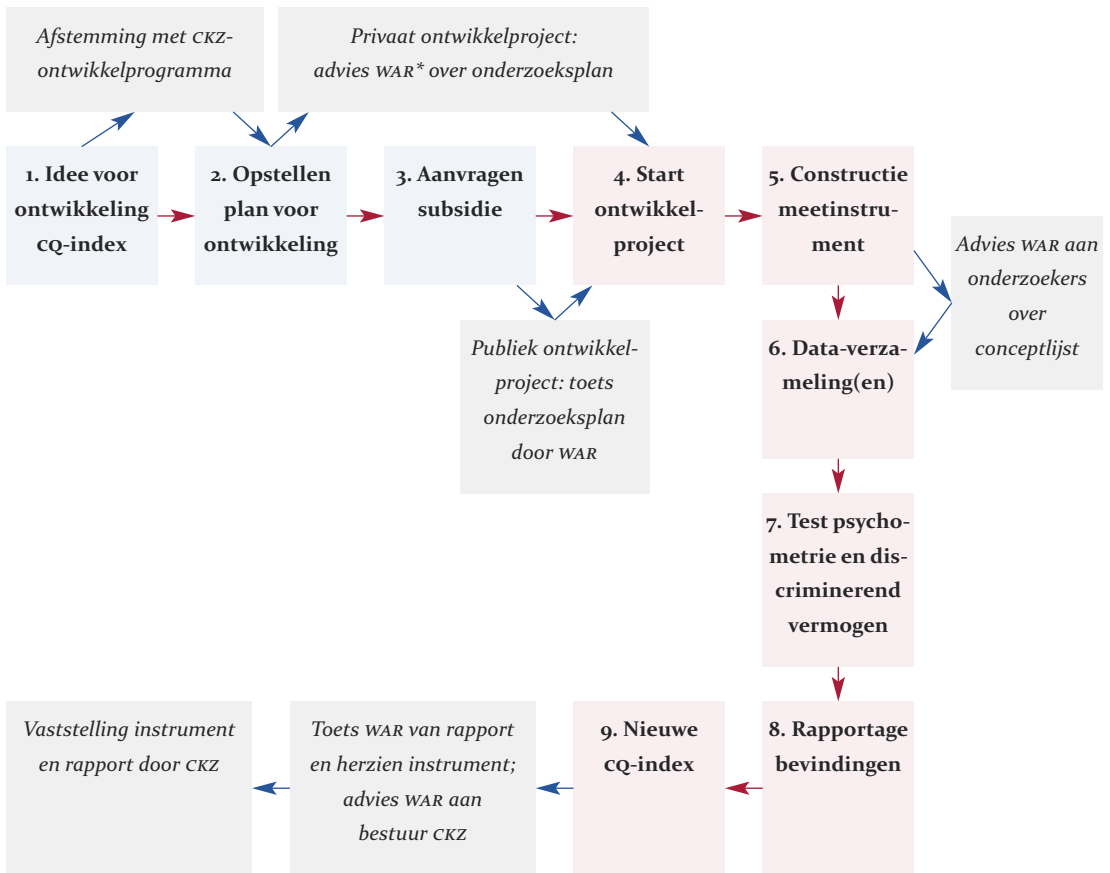 Afstemming met CKZ-
ontwikkelprogramma
Privaat ontwikkelproject:
advies WAR* over onderzoeksplan
1. Idee voor
ontwikkeling
CQ-index
2. Opstellen
plan voor
ontwikkeling
3. Aanvragen
subsidie
4. Start
ontwikkel-
project
5. Constructie
meetinstru-
ment
Advies WAR aan
onderzoekers
over
conceptlijst
Publiek ontwikkel-
project: toets
onderzoeksplan
door WAR
6. Data-verza-
meling(en)
7. Test psycho-
metrie en dis-
criminerend
vermogen
8. Rapportage
bevindingen
9. Nieuwe
CQ-index
Toets WAR van rapport
en herzien instrument;
advies WAR aan
bestuur CKZ
Vaststelling instrument
en rapport door CKZ